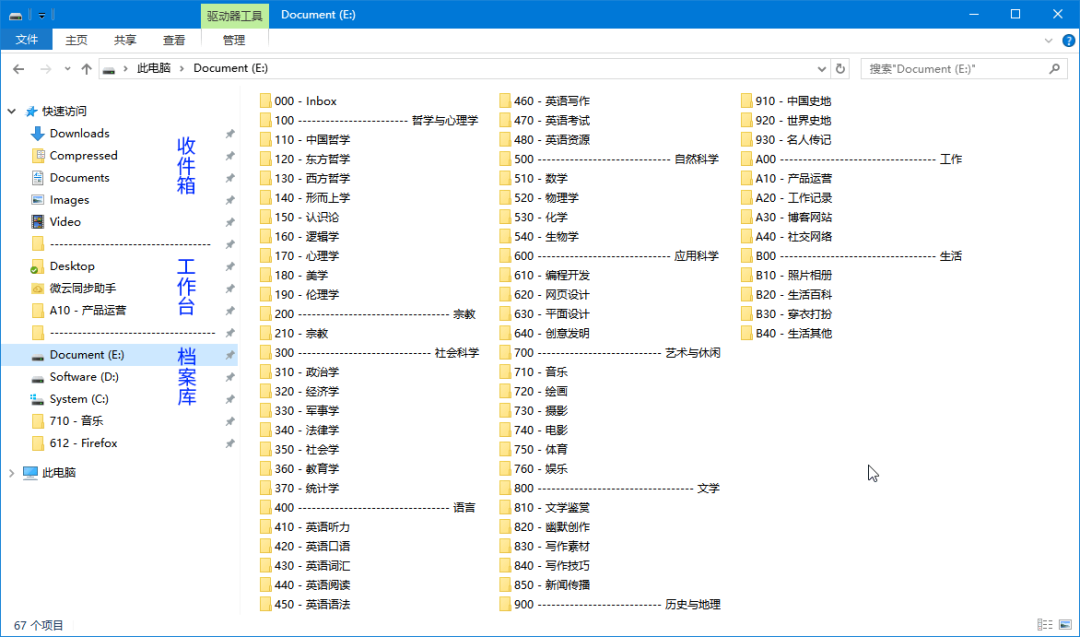 驱动器工具
Document (E:)
文件
主页
共享
查看
管理
此电脑 > Document (E:)
搜索"Document (E:)"
快速访问
Downloads
Compressed
Documents
Images
Video
----------------------------------
Desktop
微云同步助手
A10 - 产品运营
-----------------------------------
Document (E:)
Software (D:)
System (C:)
710 - 音乐
612 - Firefox
此电脑
收件箱
工作台
档案库
000 - Inbox
100 ----------------------- 哲学与心理学
110 - 中国哲学
120 - 东方哲学
130 - 西方哲学
140 - 形而上学
150 - 认识论
160 - 逻辑学
170 - 心理学
180 - 美学
190 - 伦理学
200 -------------------------------- 宗教
210 - 宗教
300 ---------------------------- 社会科学
310 - 政治学
320 - 经济学
330 - 军事学
340 - 法律学
350 - 社会学
360 - 教育学
370 - 统计学
400 -------------------------------- 语言
410 - 英语听力
420 - 英语口语
430 - 英语词汇
440 - 英语阅读
450 - 英语语法
460 - 英语写作
470 - 英语考试
480 - 英语资源
500 ---------------------------- 自然科学
510 - 数学
520 - 物理学
530 - 化学
540 - 生物学
600 ---------------------------- 应用科学
610 - 编程开发
620 - 网页设计
630 - 平面设计
640 - 创意发明
700 -------------------------- 艺术与休闲
710 - 音乐
720 - 绘画
730 - 摄影
740 - 电影
750 - 体育
760 - 娱乐
800 --------------------------------- 文学
810 - 文学鉴赏
820 - 幽默创作
830 - 写作素材
840 - 写作技巧
850 - 新闻传播
900 -------------------------- 历史与地理
910 - 中国史地
920 - 世界史地
930 - 名人传记
A00 --------------------------------- 工作
A10 - 产品运营
A20 - 工作记录
A30 - 博客网站
A40 - 社交网络
B00 --------------------------------- 生活
B10 - 照片相册
B20 - 生活百科
B30 - 穿衣打扮
B40 - 生活其他
67 个项目